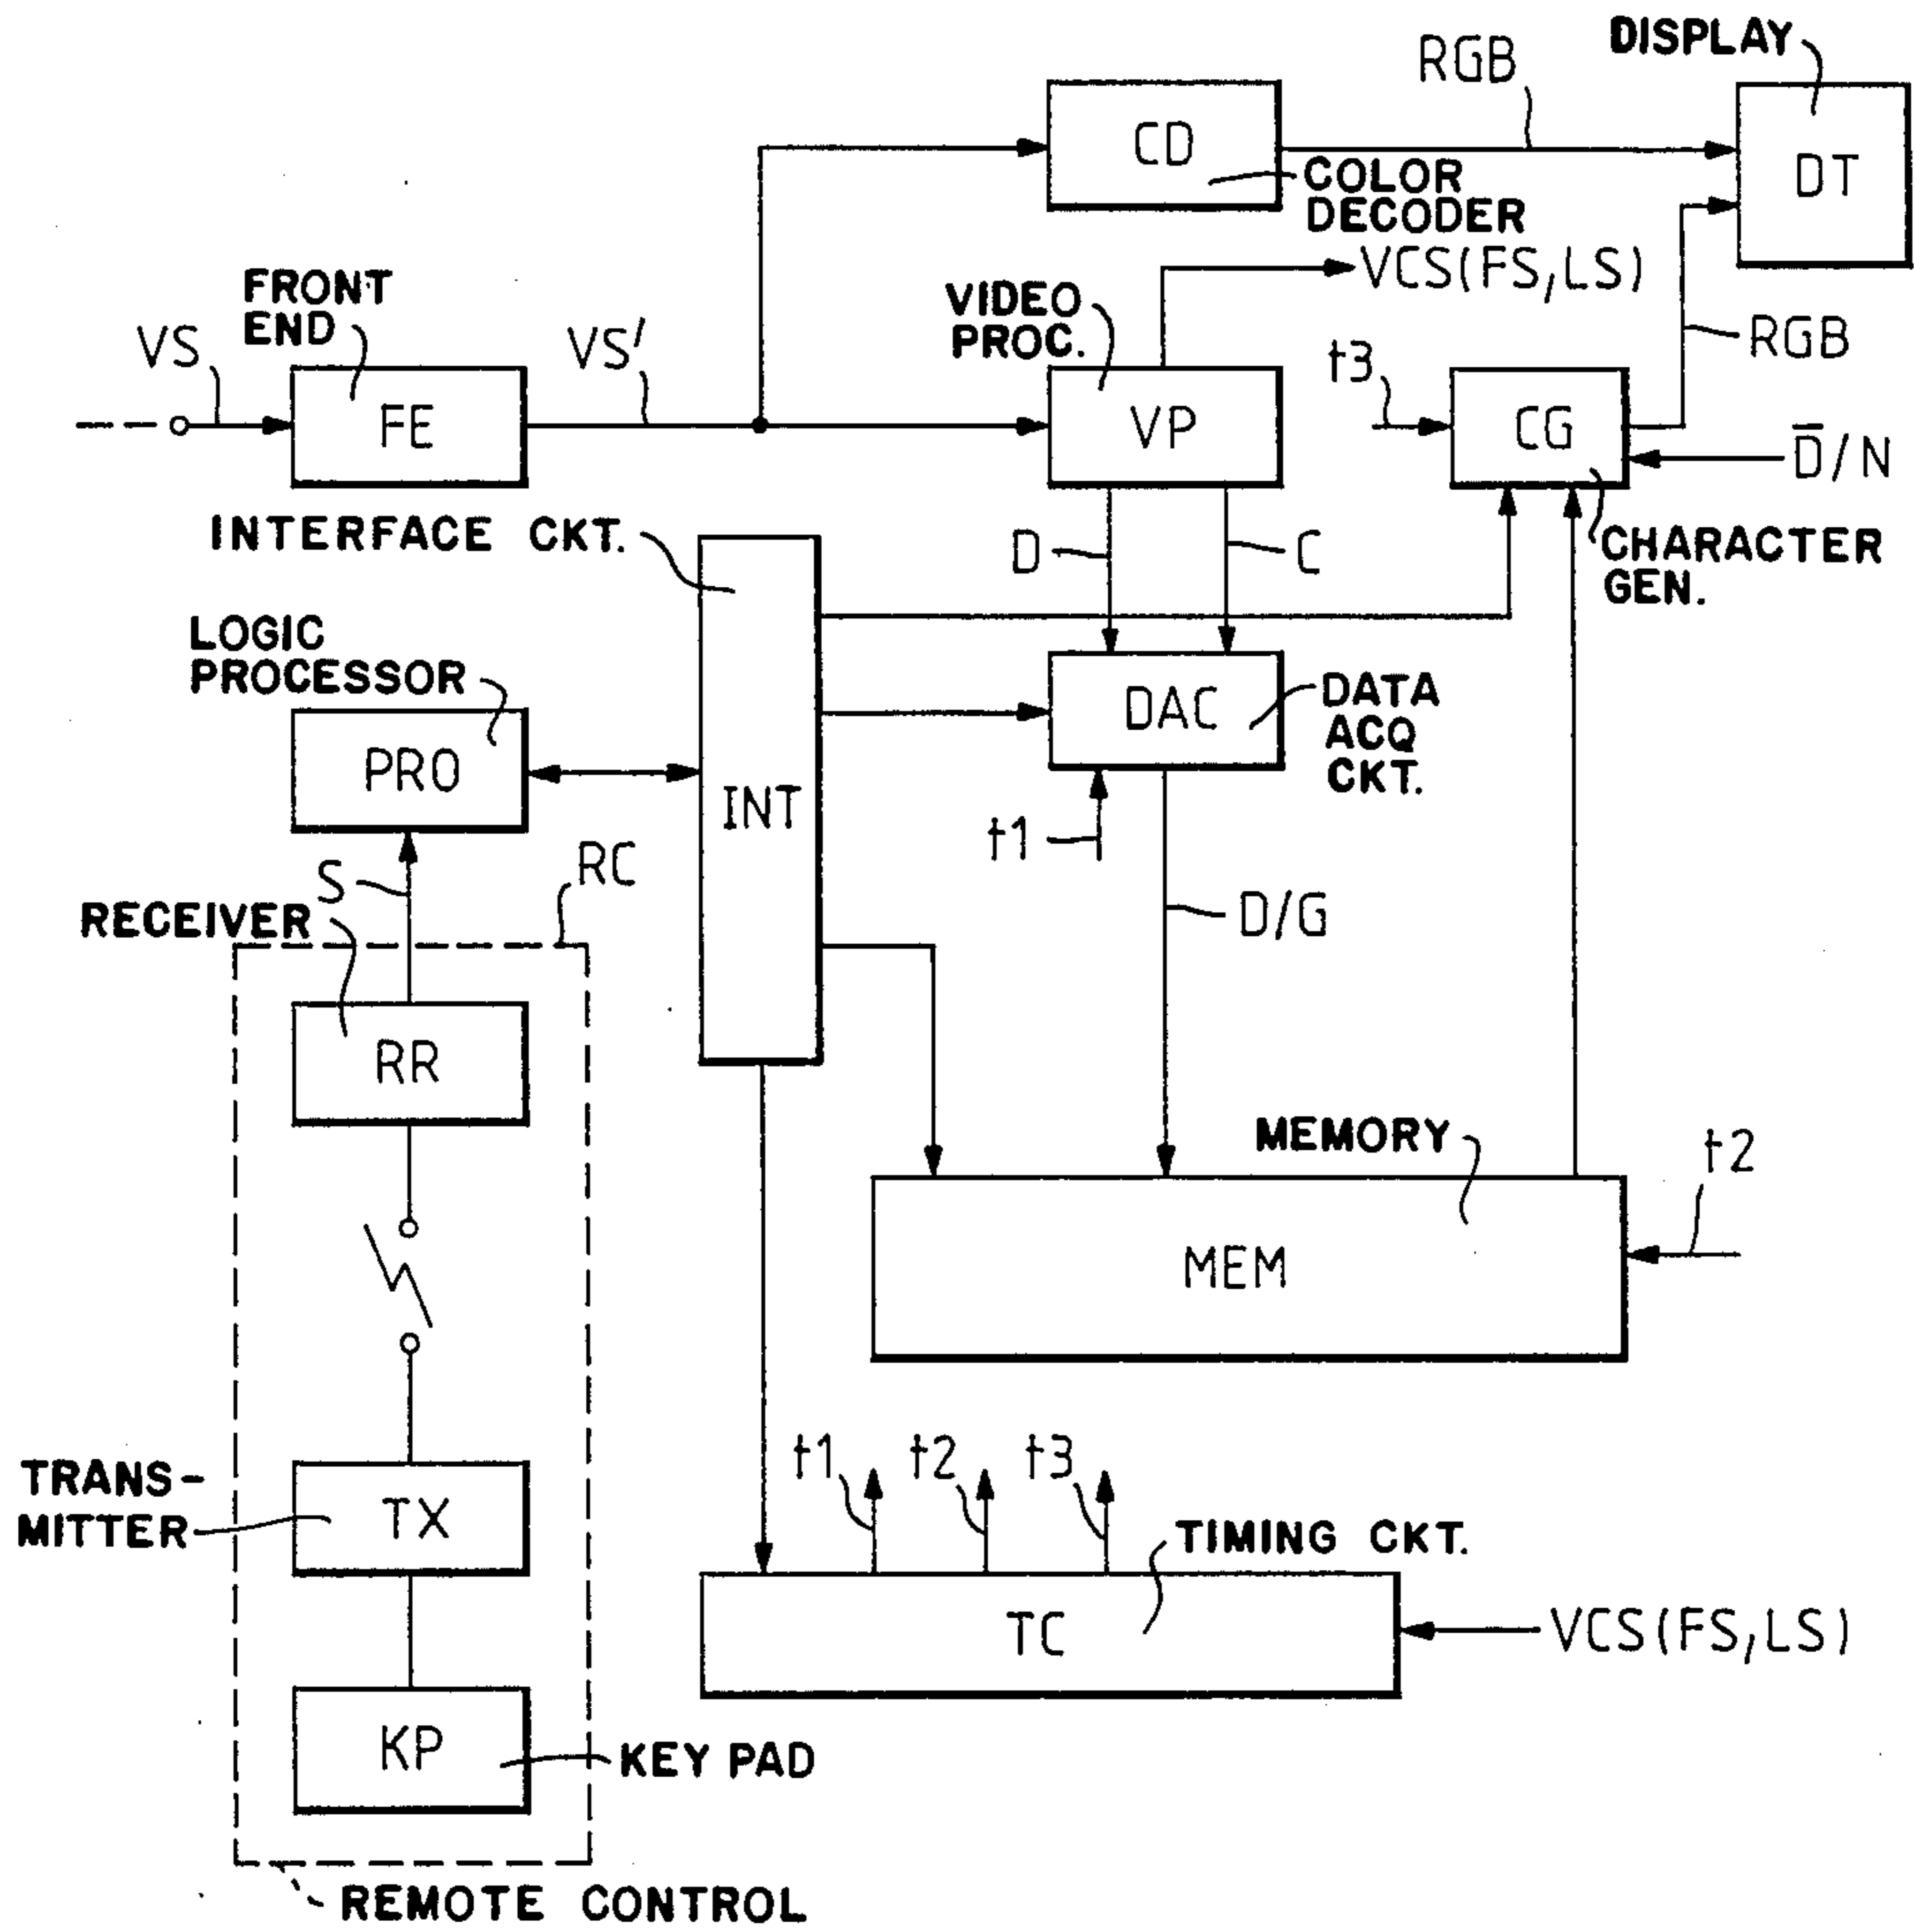 DISPLAY
RGB
CD
DT
COLOR
DECODER
VCS(FS,LS)
FRONT
END
VIDEO
PROC.
VS
VS'
t3
RGB
FE
VP
CG
D̅/N
INTERFACE CKT.
D
C
CHARACTER
GEN.
LOGIC
PROCESSOR
DAC
DATA
ACQ
CKT.
PRO
INT
t1
S
RC
RECEIVER
D/G
RR
MEMORY
t2
MEM
t1
t2
t3
TRANS-
MITTER
TX
TIMING CKT.
TC
VCS(FS,LS)
KP
KEY PAD
REMOTE CONTROL